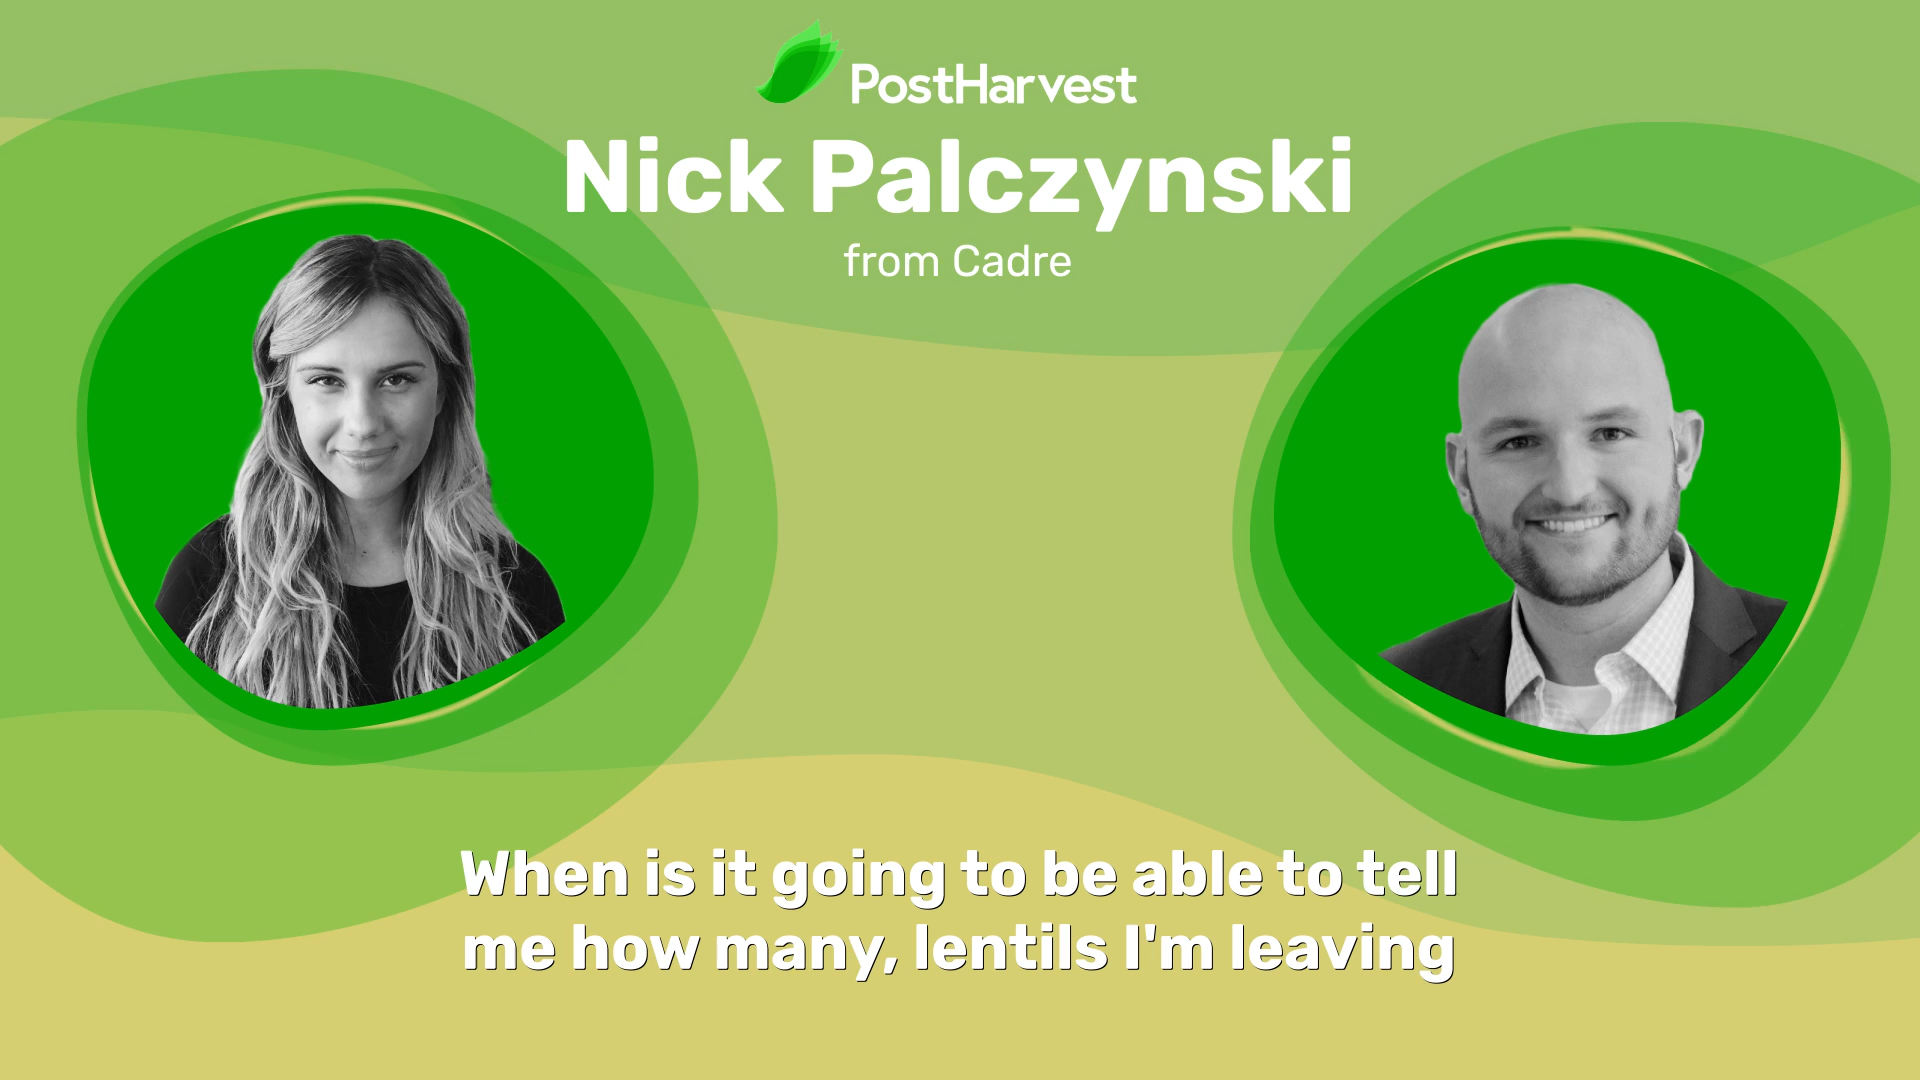 PostHarvest
Nick Palczynski
from Cadre
When is it going to be able to tell
me how many, lentils I'm leaving